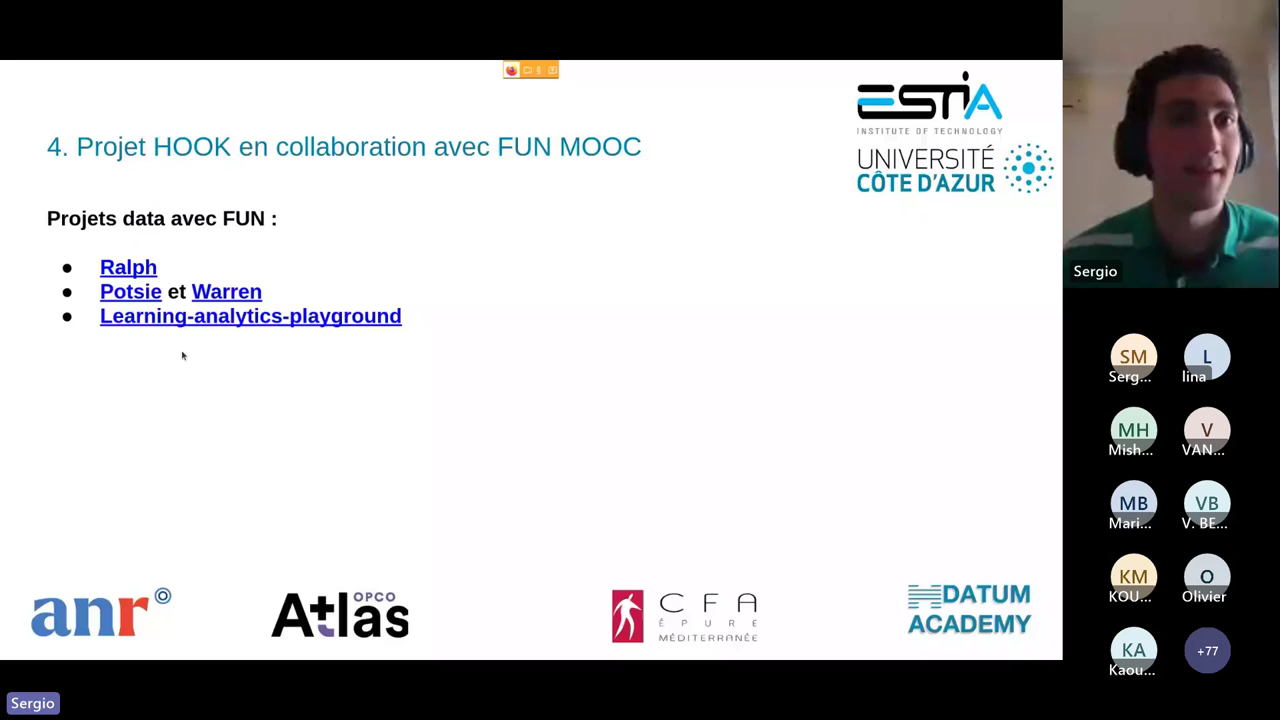 ESTIA
INSTITUTE OF TECHNOLOGY
UNIVERSITÉ
CÔTE D'AZUR
4. Projet HOOK en collaboration avec FUN MOOC
Projets data avec FUN :
● Ralph
● Potsie et Warren
● Learning-analytics-playground
anr
OPCO
Atlas
CFA
ÉPURE
MÉDITERRANÉE
DATUM
ACADEMY
Sergio
SM
Serg...
L
lina
MH
Mish...
V
VAN...
MB
Mari...
VB
V. BE...
KM
KOU...
O
Olivier
KA
Kaou...
+77
Sergio